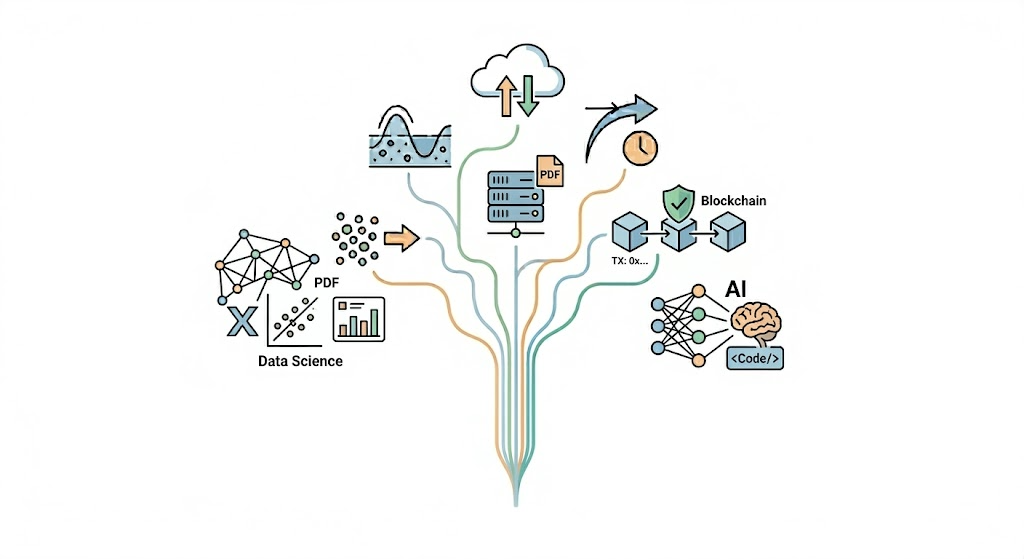 PDF
Blockchain
TX: 0x...
PDF
X
Data Science
AI
<Code/>